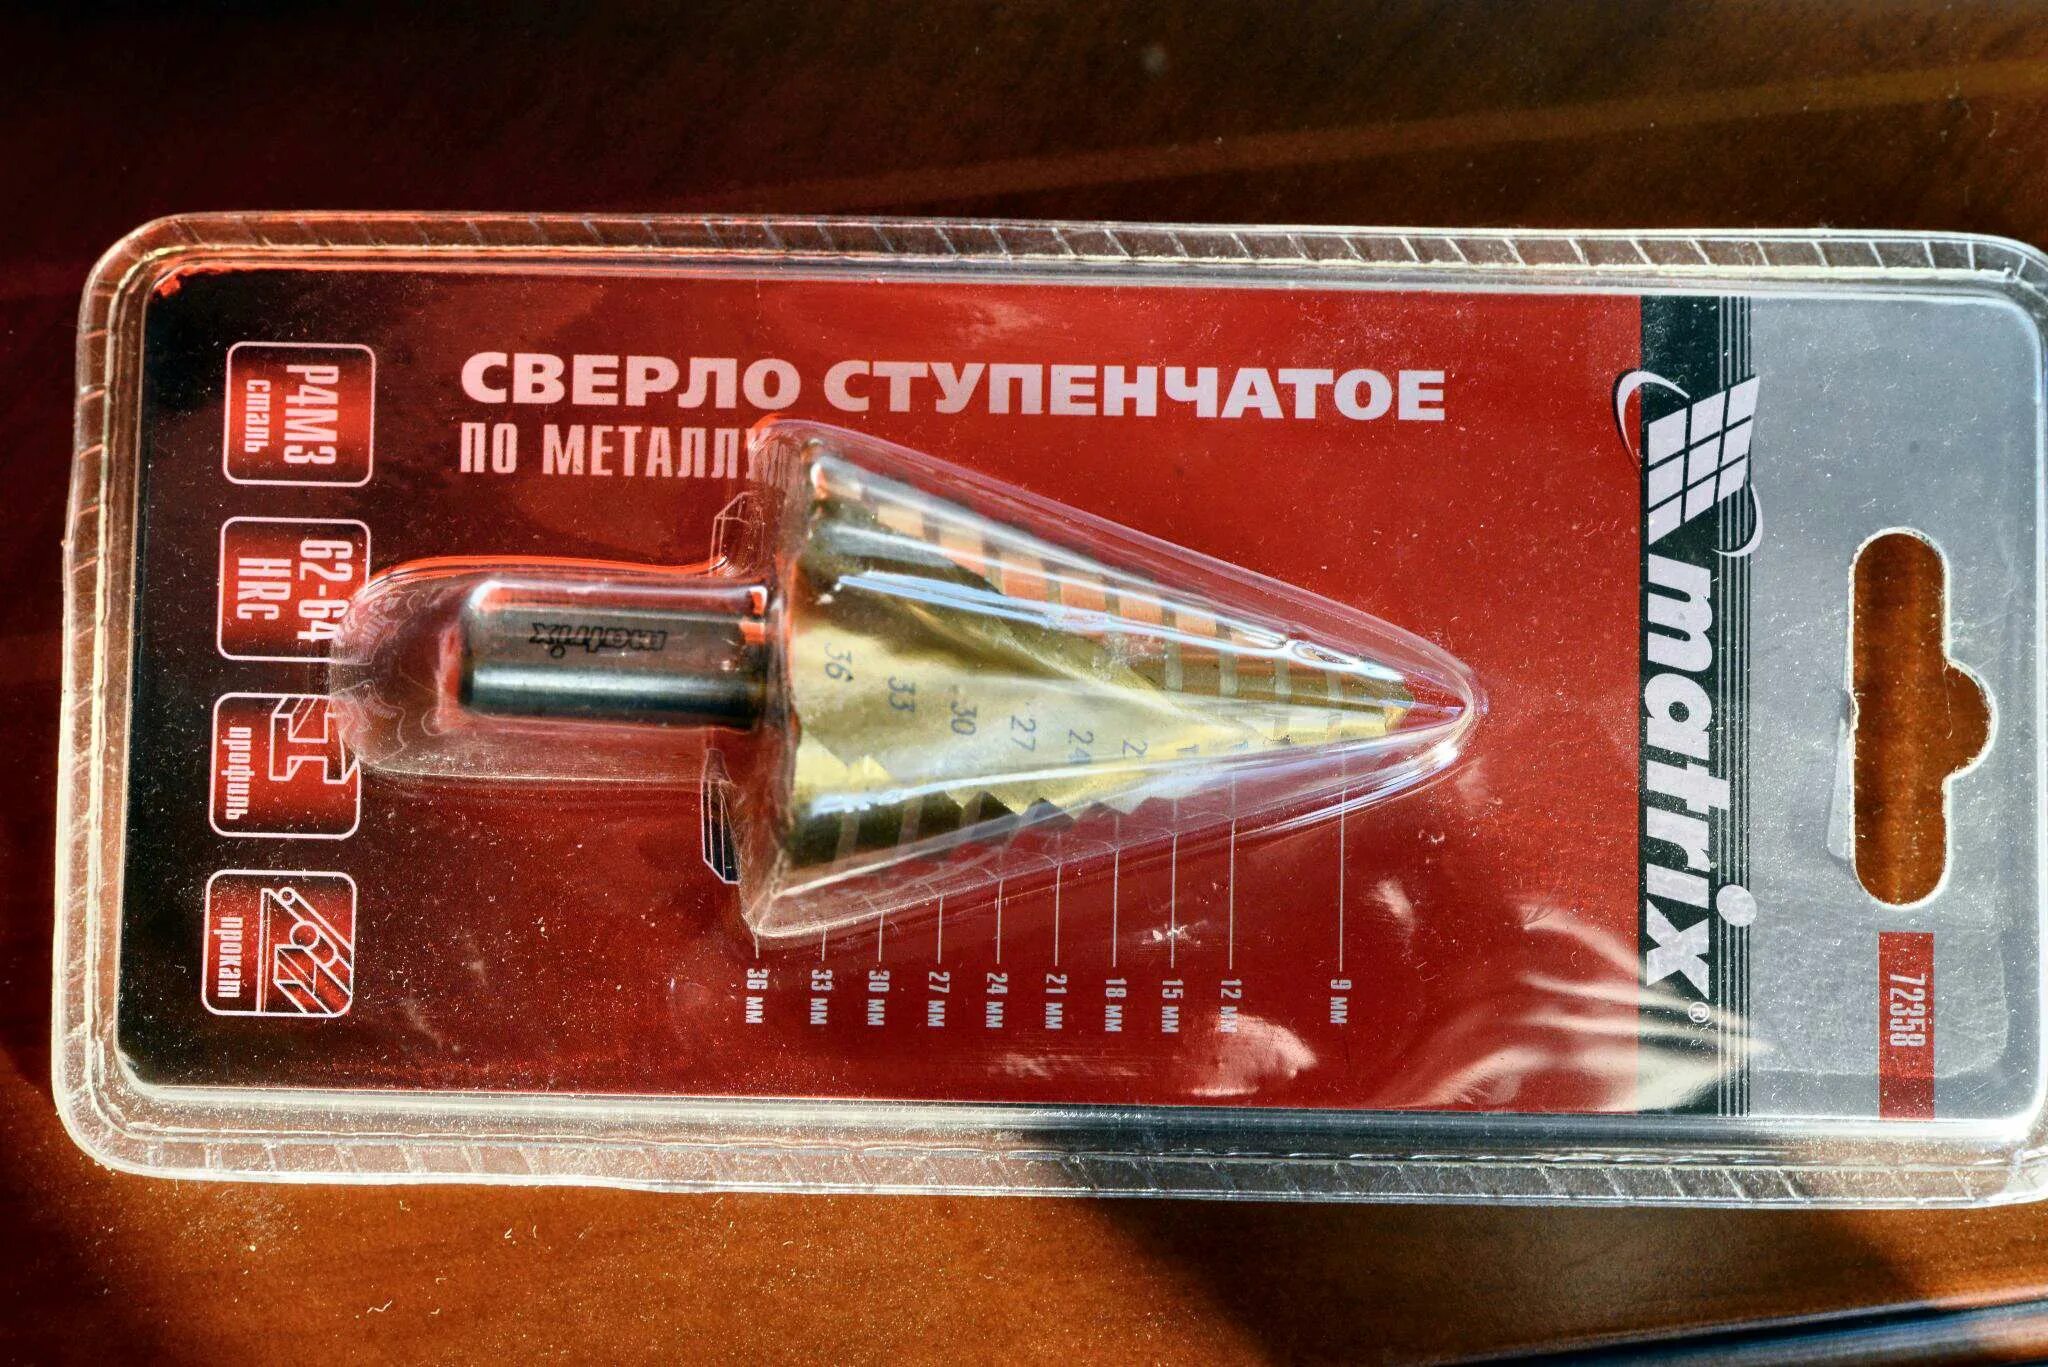 СВЕРЛО СТУПЕНЧАТОЕ
ПО МЕТАЛЛУ
Р4М3
сталь
62-64
HRC
профиль
прокат
matrix
36
33
30
27
24
36 мм
33 мм
30 мм
27 мм
24 мм
21 мм
18 мм
15 мм
12 мм
9 мм
matrix®
72358